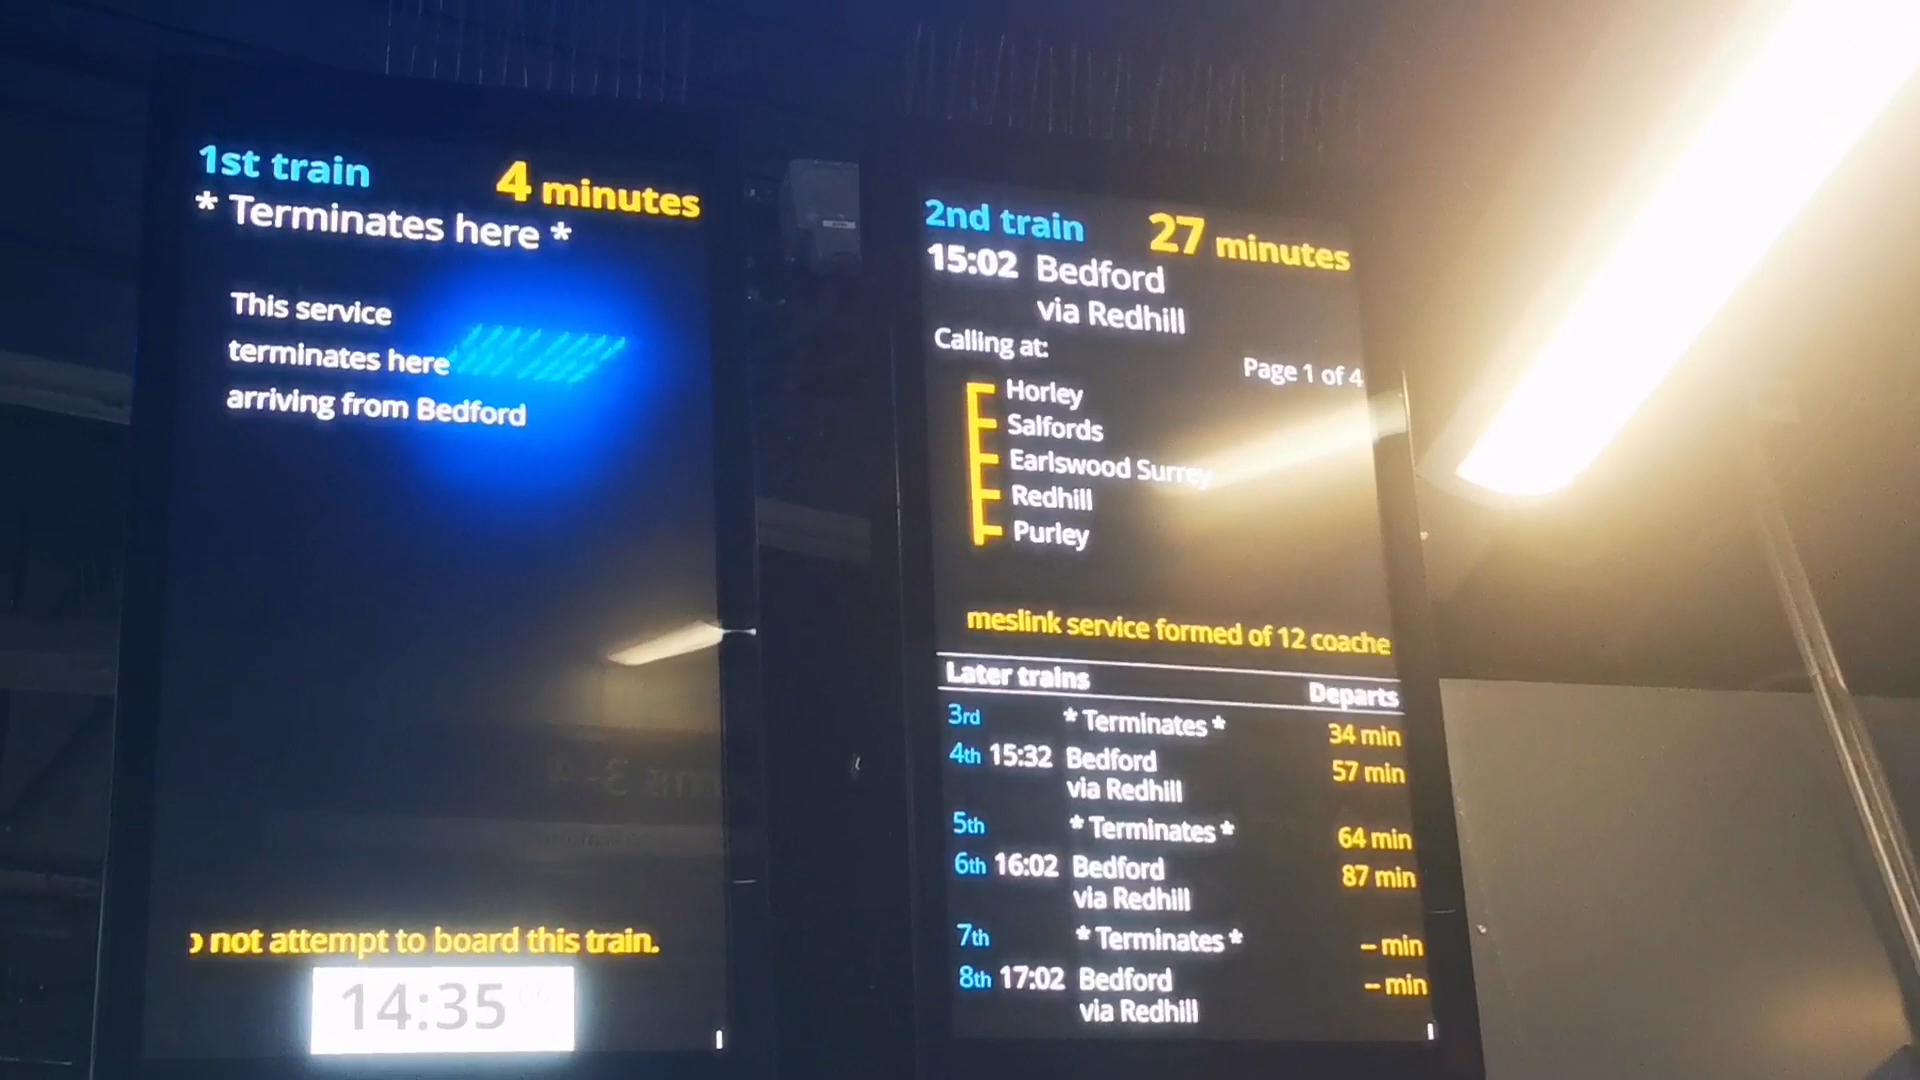 1st train 4 minutes
* Terminates here *
This service
terminates here
arriving from Bedford
not attempt to board this train.
14:35
2nd train 27 minutes
15:02 Bedford
via Redhill
Calling at:
Page 1 of 4
Horley
Salfords
Earlswood Surrey
Redhill
Purley
meslink service formed of 12 coache
Later trains Departs
3rd * Terminates * 34 min
4th 15:32 Bedford 57 min
via Redhill
5th * Terminates * 64 min
6th 16:02 Bedford 87 min
via Redhill
7th * Terminates * -- min
8th 17:02 Bedford -- min
via Redhill